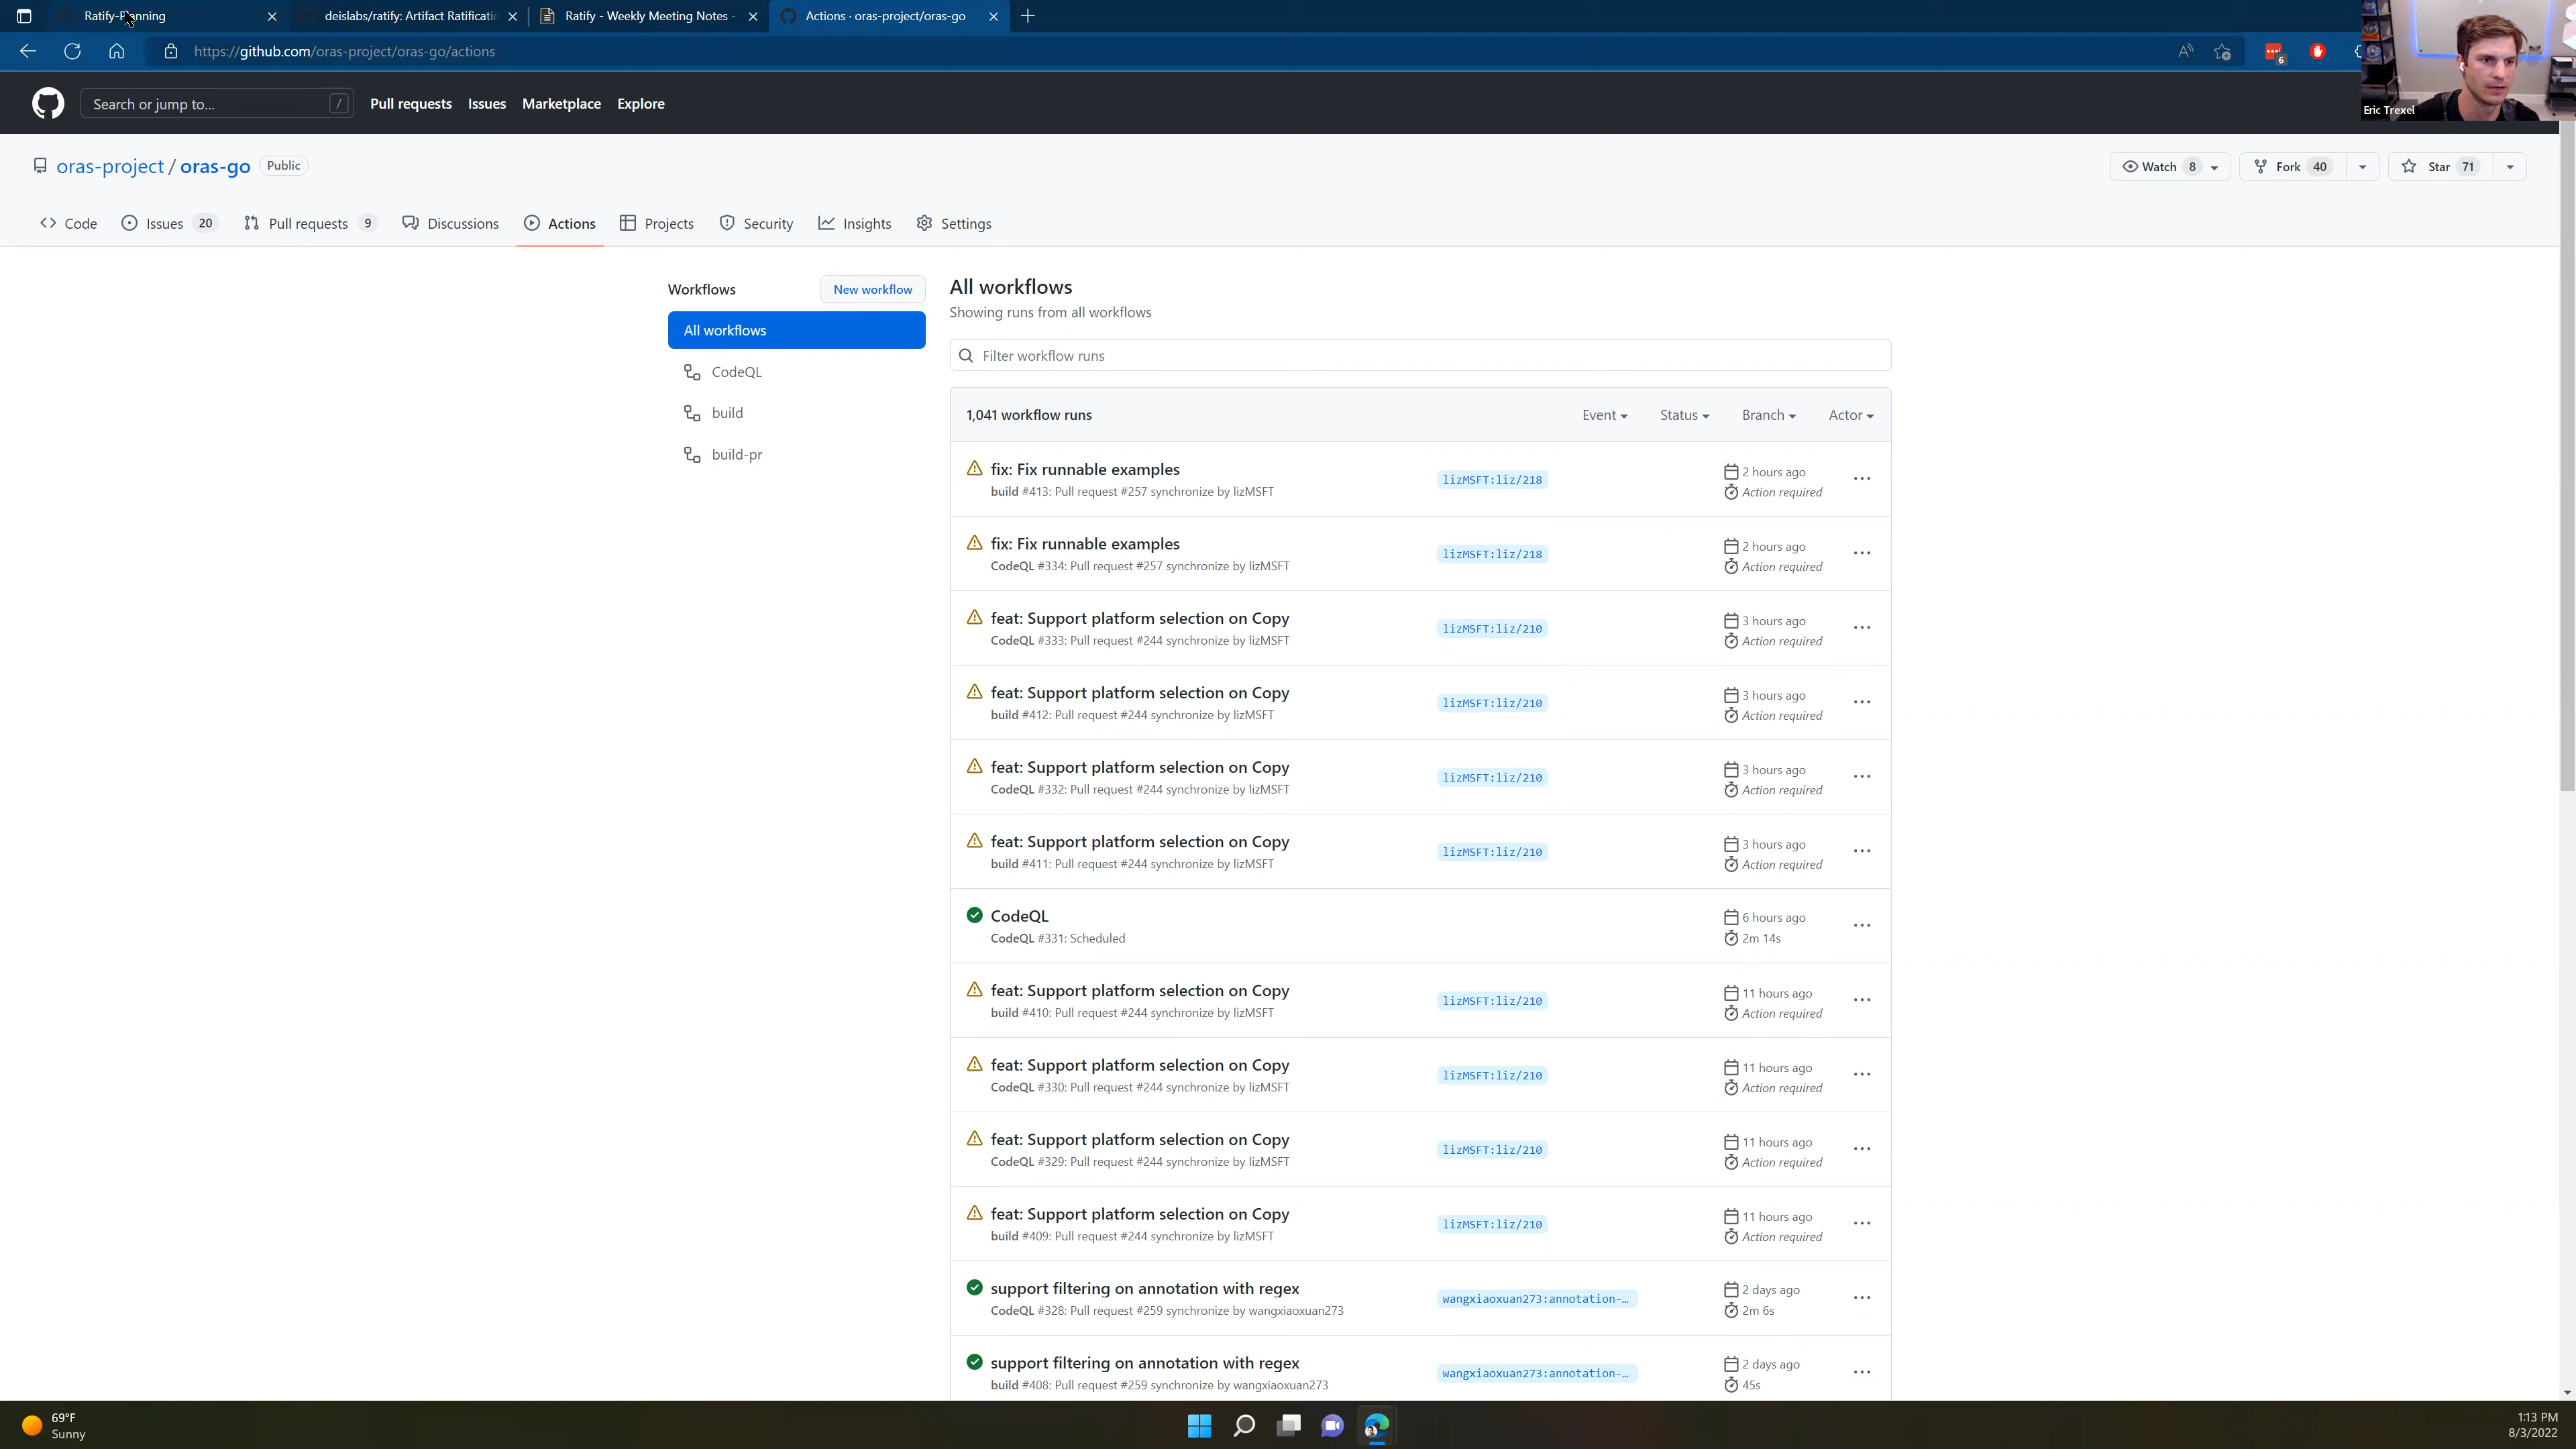 Ratify-Planning
deislabs/ratify: Artifact Ratificatio
Ratify - Weekly Meeting Notes -
Actions · oras-project/oras-go
https://github.com/oras-project/oras-go/actions
6
Eric Trexel
Search or jump to... /
Pull requests Issues Marketplace Explore
oras-project / oras-go Public
Watch 8 Fork 40 Star 71
Code Issues 20 Pull requests 9 Discussions Actions Projects Security Insights Settings
Workflows New workflow
All workflows
CodeQL
build
build-pr
All workflows
Showing runs from all workflows
Filter workflow runs
1,041 workflow runs Event Status Branch Actor
fix: Fix runnable examples
build #413: Pull request #257 synchronize by lizMSFT
lizMSFT:liz/218
2 hours ago
Action required
fix: Fix runnable examples
CodeQL #334: Pull request #257 synchronize by lizMSFT
lizMSFT:liz/218
2 hours ago
Action required
feat: Support platform selection on Copy
CodeQL #333: Pull request #244 synchronize by lizMSFT
lizMSFT:liz/210
3 hours ago
Action required
feat: Support platform selection on Copy
build #412: Pull request #244 synchronize by lizMSFT
lizMSFT:liz/210
3 hours ago
Action required
feat: Support platform selection on Copy
CodeQL #332: Pull request #244 synchronize by lizMSFT
lizMSFT:liz/210
3 hours ago
Action required
feat: Support platform selection on Copy
build #411: Pull request #244 synchronize by lizMSFT
lizMSFT:liz/210
3 hours ago
Action required
CodeQL
CodeQL #331: Scheduled
6 hours ago
2m 14s
feat: Support platform selection on Copy
build #410: Pull request #244 synchronize by lizMSFT
lizMSFT:liz/210
11 hours ago
Action required
feat: Support platform selection on Copy
CodeQL #330: Pull request #244 synchronize by lizMSFT
lizMSFT:liz/210
11 hours ago
Action required
feat: Support platform selection on Copy
CodeQL #329: Pull request #244 synchronize by lizMSFT
lizMSFT:liz/210
11 hours ago
Action required
feat: Support platform selection on Copy
build #409: Pull request #244 synchronize by lizMSFT
lizMSFT:liz/210
11 hours ago
Action required
support filtering on annotation with regex
CodeQL #328: Pull request #259 synchronize by wangxiaoxuan273
wangxiaoxuan273:annotation-…
2 days ago
2m 6s
support filtering on annotation with regex
build #408: Pull request #259 synchronize by wangxiaoxuan273
wangxiaoxuan273:annotation-…
2 days ago
45s
69°F
Sunny
1:13 PM
8/3/2022